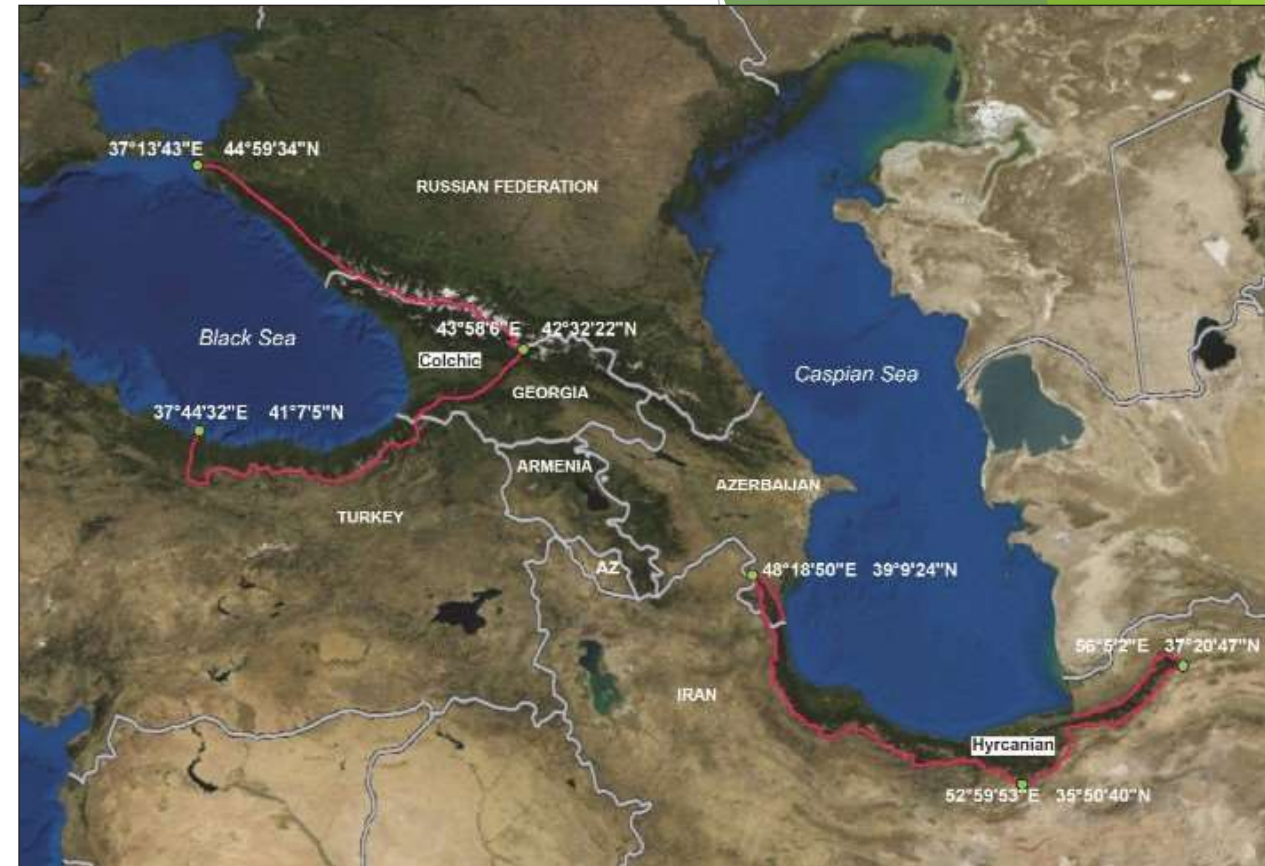 37°13'43"E 44°59'34"N
RUSSIAN FEDERATION
Black Sea
43°58'6"E 42°32'22"N
Colchic
Caspian Sea
GEORGIA
37°44'32"E 41°7'5"N
ARMENIA
AZERBAIJAN
TURKEY
AZ
48°18'50"E 39°9'24"N
56°5'2"E 37°20'47"N
IRAN
Hyrcanian
52°59'53"E 35°50'40"N